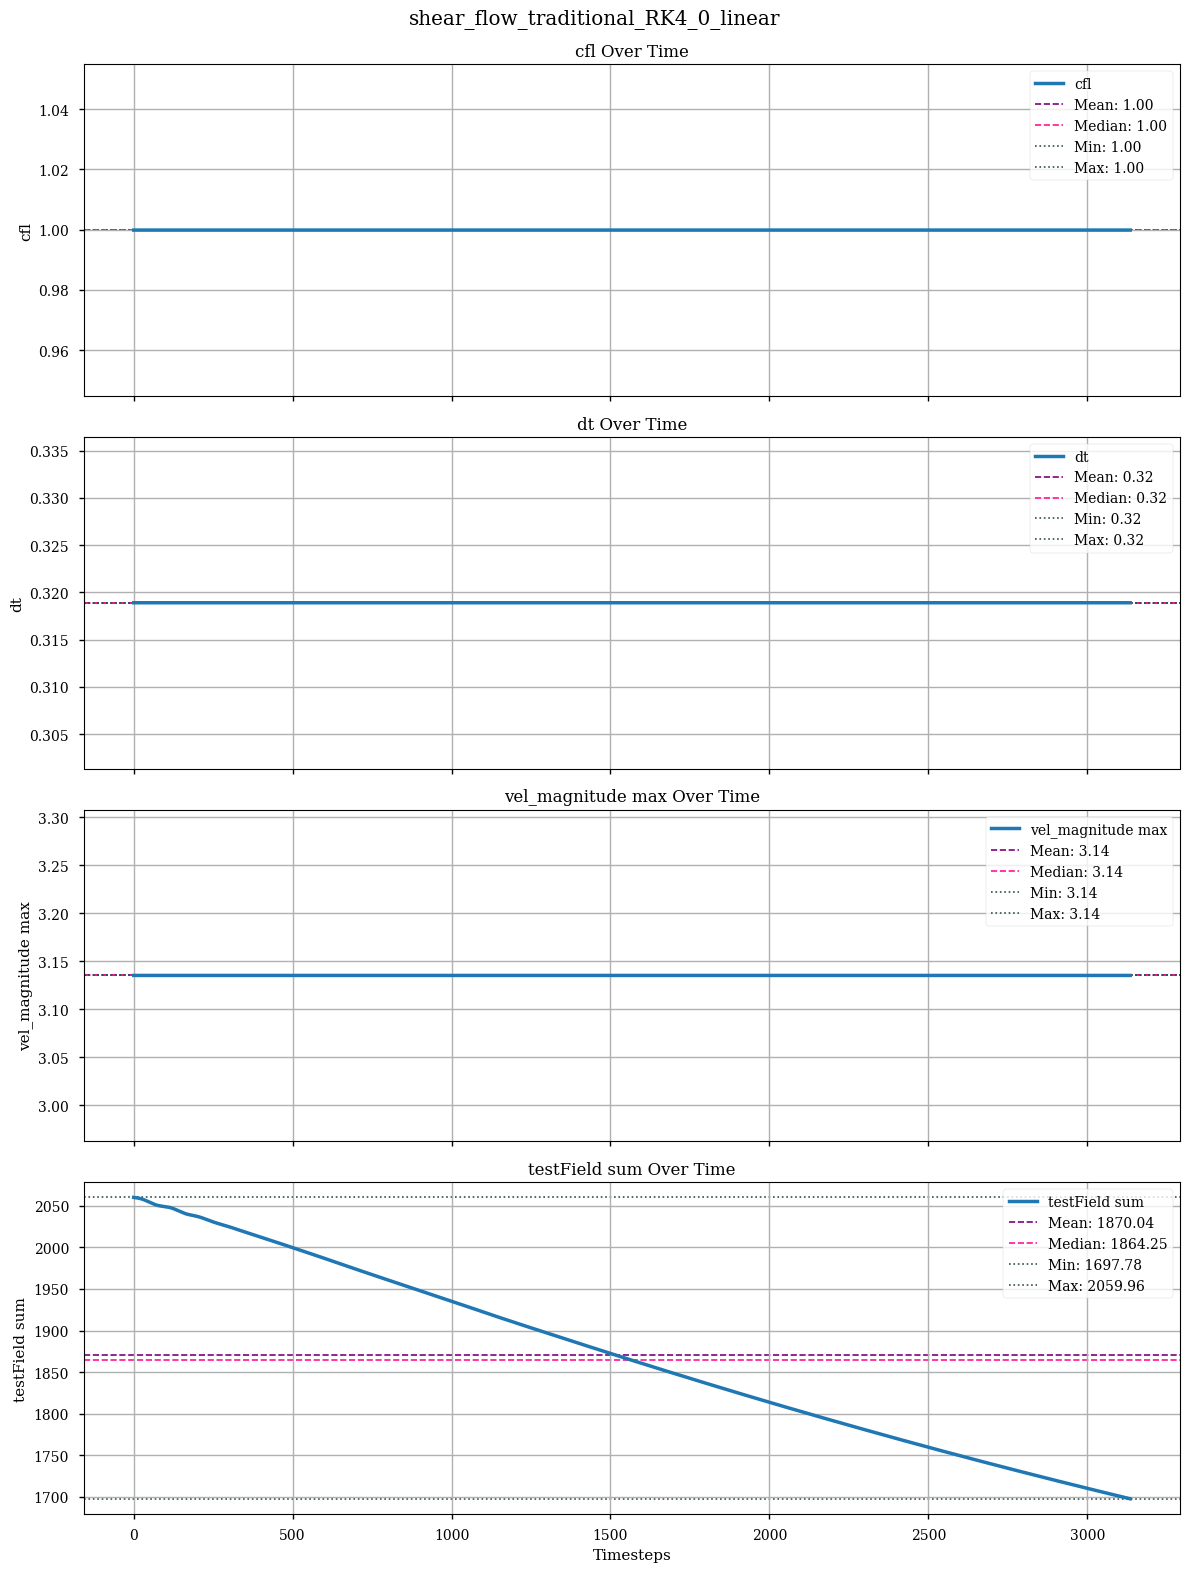 shear_flow_traditional_RK4_0_linear
cfl Over Time
cfl
Mean: 1.00
Median: 1.00
Min: 1.00
Max: 1.00
1.04
1.02
1.00
0.98
0.96
cfl
dt Over Time
dt
Mean: 0.32
Median: 0.32
Min: 0.32
Max: 0.32
0.335
0.330
0.325
0.320
0.315
0.310
0.305
dt
vel_magnitude max Over Time
vel_magnitude max
Mean: 3.14
Median: 3.14
Min: 3.14
Max: 3.14
3.30
3.25
3.20
3.15
3.10
3.05
3.00
vel_magnitude max
testField sum Over Time
testField sum
Mean: 1870.04
Median: 1864.25
Min: 1697.78
Max: 2059.96
2050
2000
1950
1900
1850
1800
1750
1700
testField sum
0 500 1000 1500 2000 2500 3000
Timesteps